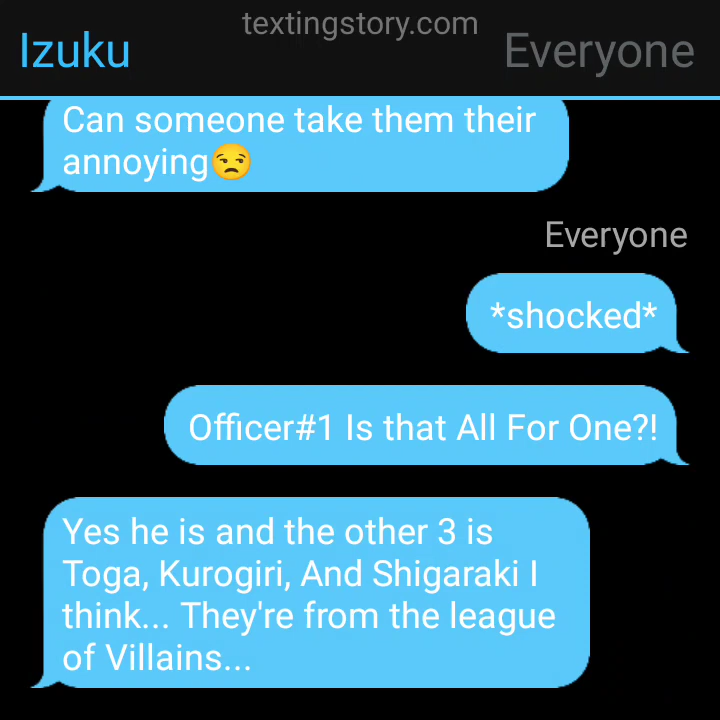 textingstory.com
Izuku
Everyone
Can someone take them their
annoying😒
Everyone
*shocked*
Officer#1 Is that All For One?!
Yes he is and the other 3 is
Toga, Kurogiri, And Shigaraki I
think... They're from the league
of Villains...